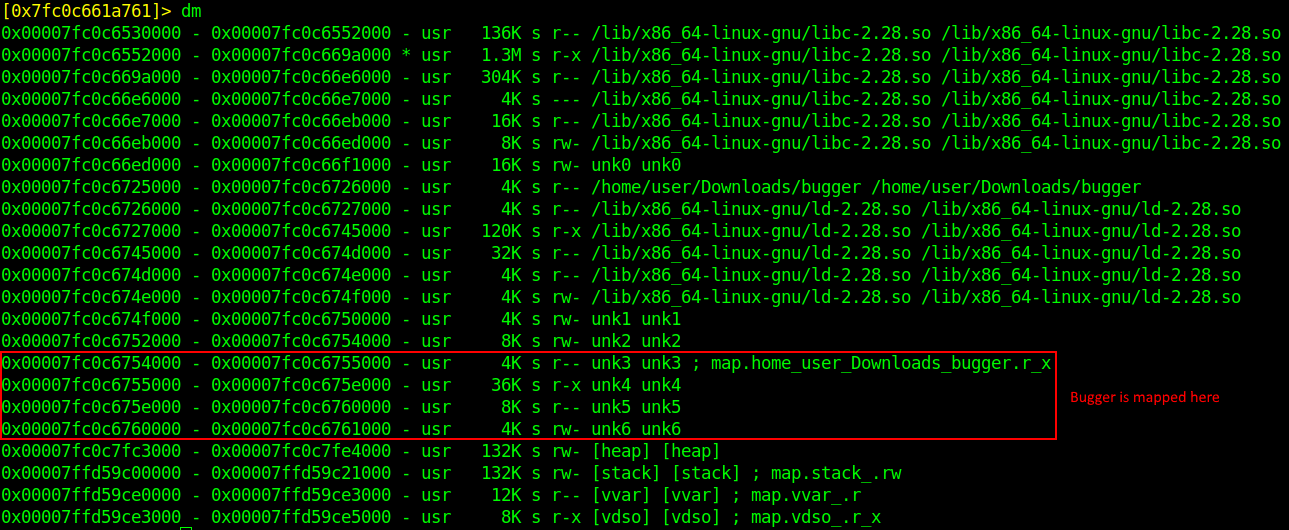 [0x7fc0c661a761]> dm
0x00007fc0c6530000 - 0x00007fc0c6552000 - usr   136K s r-- /lib/x86_64-linux-gnu/libc-2.28.so /lib/x86_64-linux-gnu/libc-2.28.so
0x00007fc0c6552000 - 0x00007fc0c669a000 * usr   1.3M s r-x /lib/x86_64-linux-gnu/libc-2.28.so /lib/x86_64-linux-gnu/libc-2.28.so
0x00007fc0c669a000 - 0x00007fc0c66e6000 - usr   304K s r-- /lib/x86_64-linux-gnu/libc-2.28.so /lib/x86_64-linux-gnu/libc-2.28.so
0x00007fc0c66e6000 - 0x00007fc0c66e7000 - usr     4K s --- /lib/x86_64-linux-gnu/libc-2.28.so /lib/x86_64-linux-gnu/libc-2.28.so
0x00007fc0c66e7000 - 0x00007fc0c66eb000 - usr    16K s r-- /lib/x86_64-linux-gnu/libc-2.28.so /lib/x86_64-linux-gnu/libc-2.28.so
0x00007fc0c66eb000 - 0x00007fc0c66ed000 - usr     8K s rw- /lib/x86_64-linux-gnu/libc-2.28.so /lib/x86_64-linux-gnu/libc-2.28.so
0x00007fc0c66ed000 - 0x00007fc0c66f1000 - usr    16K s rw- unk0 unk0
0x00007fc0c6725000 - 0x00007fc0c6726000 - usr     4K s r-- /home/user/Downloads/bugger /home/user/Downloads/bugger
0x00007fc0c6726000 - 0x00007fc0c6727000 - usr     4K s r-- /lib/x86_64-linux-gnu/ld-2.28.so /lib/x86_64-linux-gnu/ld-2.28.so
0x00007fc0c6727000 - 0x00007fc0c6745000 - usr   120K s r-x /lib/x86_64-linux-gnu/ld-2.28.so /lib/x86_64-linux-gnu/ld-2.28.so
0x00007fc0c6745000 - 0x00007fc0c674d000 - usr    32K s r-- /lib/x86_64-linux-gnu/ld-2.28.so /lib/x86_64-linux-gnu/ld-2.28.so
0x00007fc0c674d000 - 0x00007fc0c674e000 - usr     4K s r-- /lib/x86_64-linux-gnu/ld-2.28.so /lib/x86_64-linux-gnu/ld-2.28.so
0x00007fc0c674e000 - 0x00007fc0c674f000 - usr     4K s rw- /lib/x86_64-linux-gnu/ld-2.28.so /lib/x86_64-linux-gnu/ld-2.28.so
0x00007fc0c674f000 - 0x00007fc0c6750000 - usr     4K s rw- unk1 unk1
0x00007fc0c6752000 - 0x00007fc0c6754000 - usr     8K s rw- unk2 unk2
0x00007fc0c6754000 - 0x00007fc0c6755000 - usr     4K s r-- unk3 unk3 ; map.home_user_Downloads_bugger.r_x
0x00007fc0c6755000 - 0x00007fc0c675e000 - usr    36K s r-x unk4 unk4
Bugger is mapped here
0x00007fc0c675e000 - 0x00007fc0c6760000 - usr     8K s r-- unk5 unk5
0x00007fc0c6760000 - 0x00007fc0c6761000 - usr     4K s rw- unk6 unk6
0x00007fc0c7fc3000 - 0x00007fc0c7fe4000 - usr   132K s rw- [heap] [heap]
0x00007ffd59c00000 - 0x00007ffd59c21000 - usr   132K s rw- [stack] [stack] ; map.stack_.rw
0x00007ffd59ce0000 - 0x00007ffd59ce3000 - usr    12K s r-- [vvar] [vvar] ; map.vvar_.r
0x00007ffd59ce3000 - 0x00007ffd59ce5000 - usr     8K s r-x [vdso] [vdso] ; map.vdso_.r_x